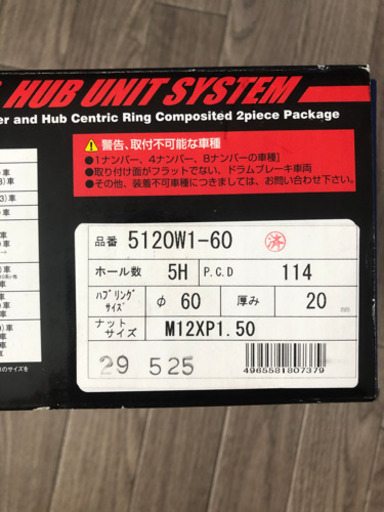 HUB UNIT SYSTEM
er and Hub Centric Ring Composited 2piece Package
警告、取付不可能な車種
●1ナンバー、4ナンバー、8ナンバーの車種]
●取り付け面がフラットでない、ドラムブレーキ車両
●その他、装着不可車種につきましては、お問い合わせ下さい。
品番 5120W1-60 済
ホール数 5H P.C.D 114
ハブリングサイズ φ 60 厚み 20 mm
ナットサイズ M12XP1.50
29 525
4965581807379